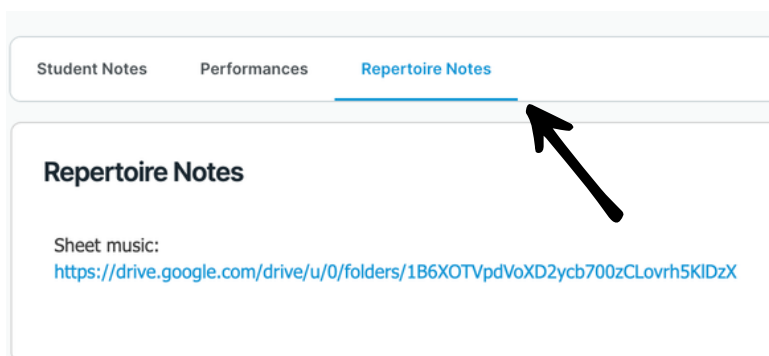 Student Notes Performances Repertoire Notes
Repertoire Notes
Sheet music:
https://drive.google.com/drive/u/0/folders/1B6XOTVpdVoXD2ycb700zCLovrh5KlDzX